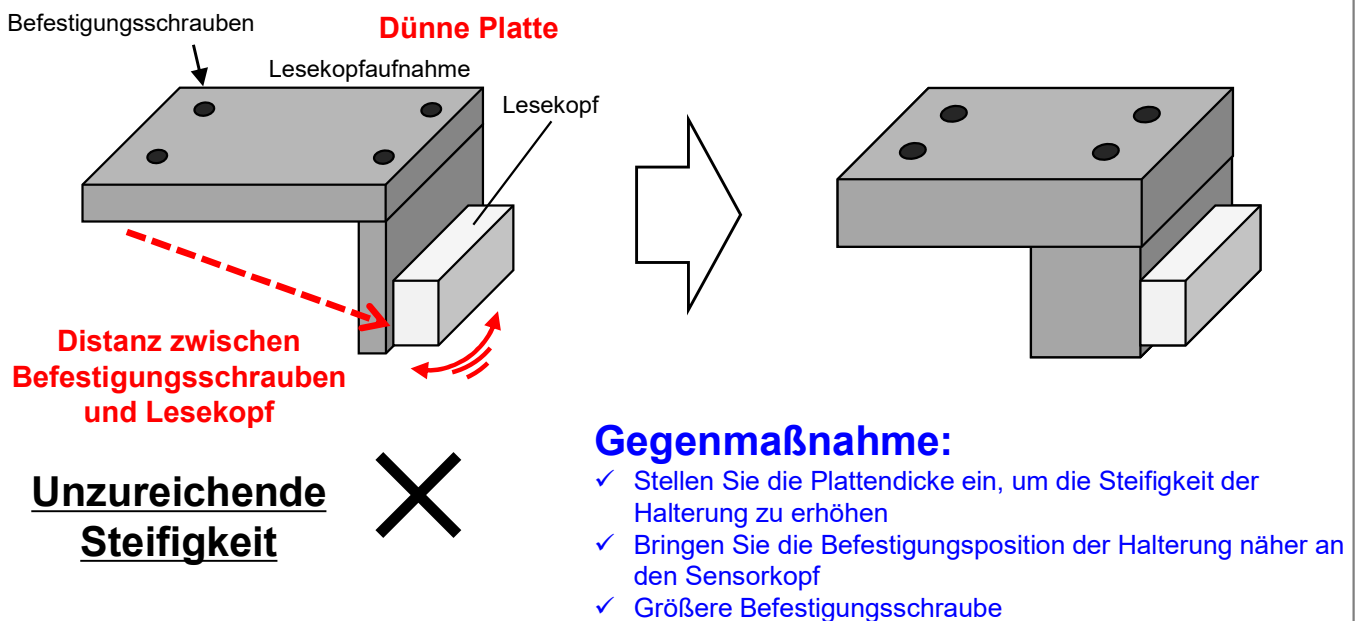 Befestigungsschrauben
Dünne Platte
Lesekopfaufnahme
Lesekopf
Distanz zwischen
Befestigungsschrauben
und Lesekopf
Unzureichende
Steifigkeit
Gegenmaßnahme:
✓ Stellen Sie die Plattendicke ein, um die Steifigkeit der
Halterung zu erhöhen
✓ Bringen Sie die Befestigungsposition der Halterung näher an
den Sensorkopf
✓ Größere Befestigungsschraube